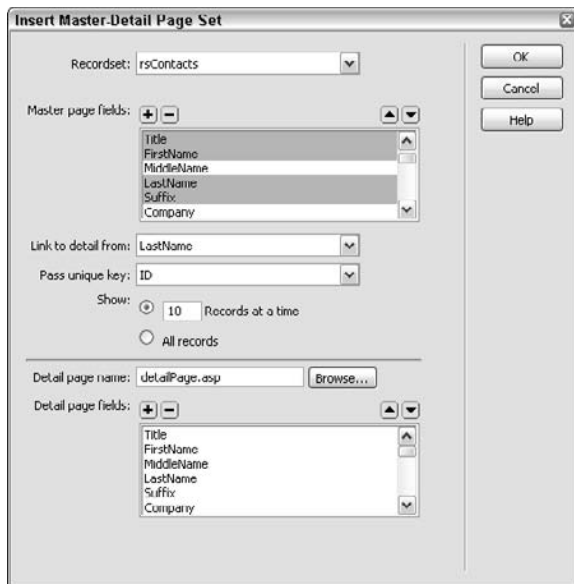 Insert Master-Detail Page Set
Recordset: rsContacts
OK
Cancel
Help
Master page fields:
Title
FirstName
MiddleName
LastName
Suffix
Company
Link to detail from: LastName
Pass unique key: ID
Show: 10 Records at a time
All records
Detail page name: detailPage.asp Browse...
Detail page fields:
Title
FirstName
MiddleName
LastName
Suffix
Company